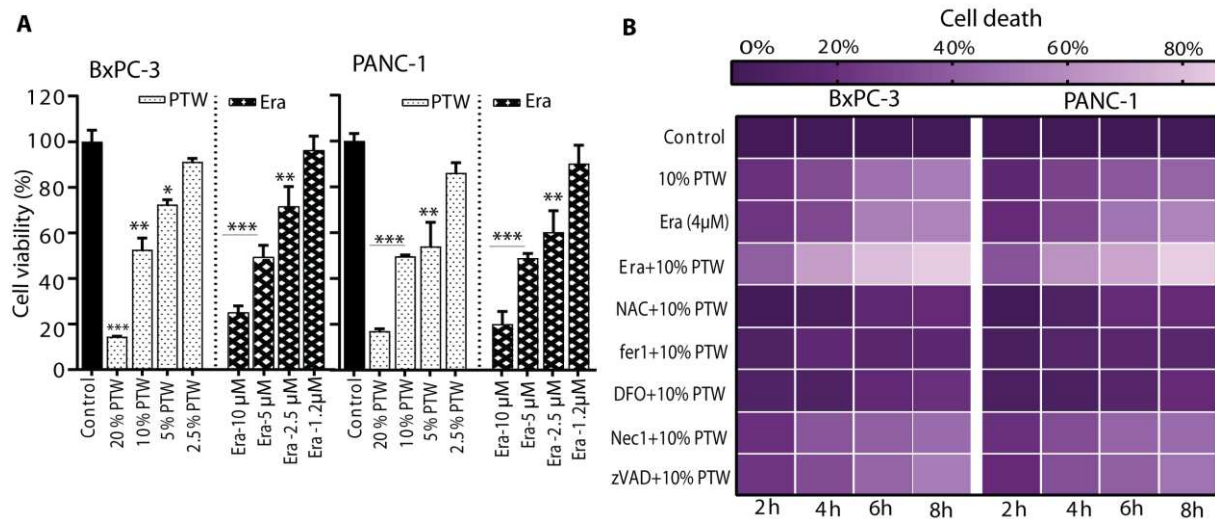 A
BxPC-3
PANC-1
PTW
Era
PTW
Era
Cell viability (%)
120
100
80
60
40
20
0
***
**
*
***
**
***
**
***
**
Control
20% PTW
10% PTW
5% PTW
2.5% PTW
Era-10 μM
Era-5 μM
Era -2.5 μM
Era -1.2μM
Control
20% PTW
10% PTW
5% PTW
2.5% PTW
Era-10 μM
Era-5 μM
Era -2.5 μM
Era -1.2μM
B
Cell death
0% 20% 40% 60% 80%
BxPC-3 PANC-1
Control
10% PTW
Era (4μM)
Era+10% PTW
NAC+10% PTW
fer1+10% PTW
DFO+10% PTW
Nec1+10% PTW
zVAD+10% PTW
2h 4h 6h 8h 2h 4h 6h 8h